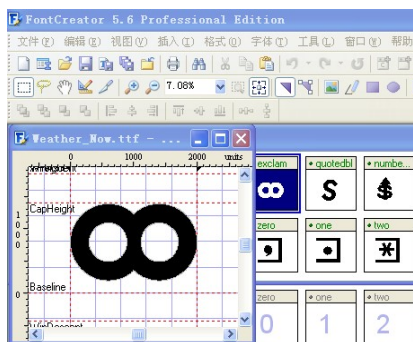 FontCreator 5.6 Professional Edition
文件(F) 编辑(E) 视图(V) 插入(I) 格式(O) 字体(T) 工具(L) 窗口(W) 帮助
7.08%
Weather_Now.ttf - ...
0 1000 2000 units
CapHeight
1000
Baseline
0
exclam quotedbl numbe...
S
zero one two
zero one two
0 1 2